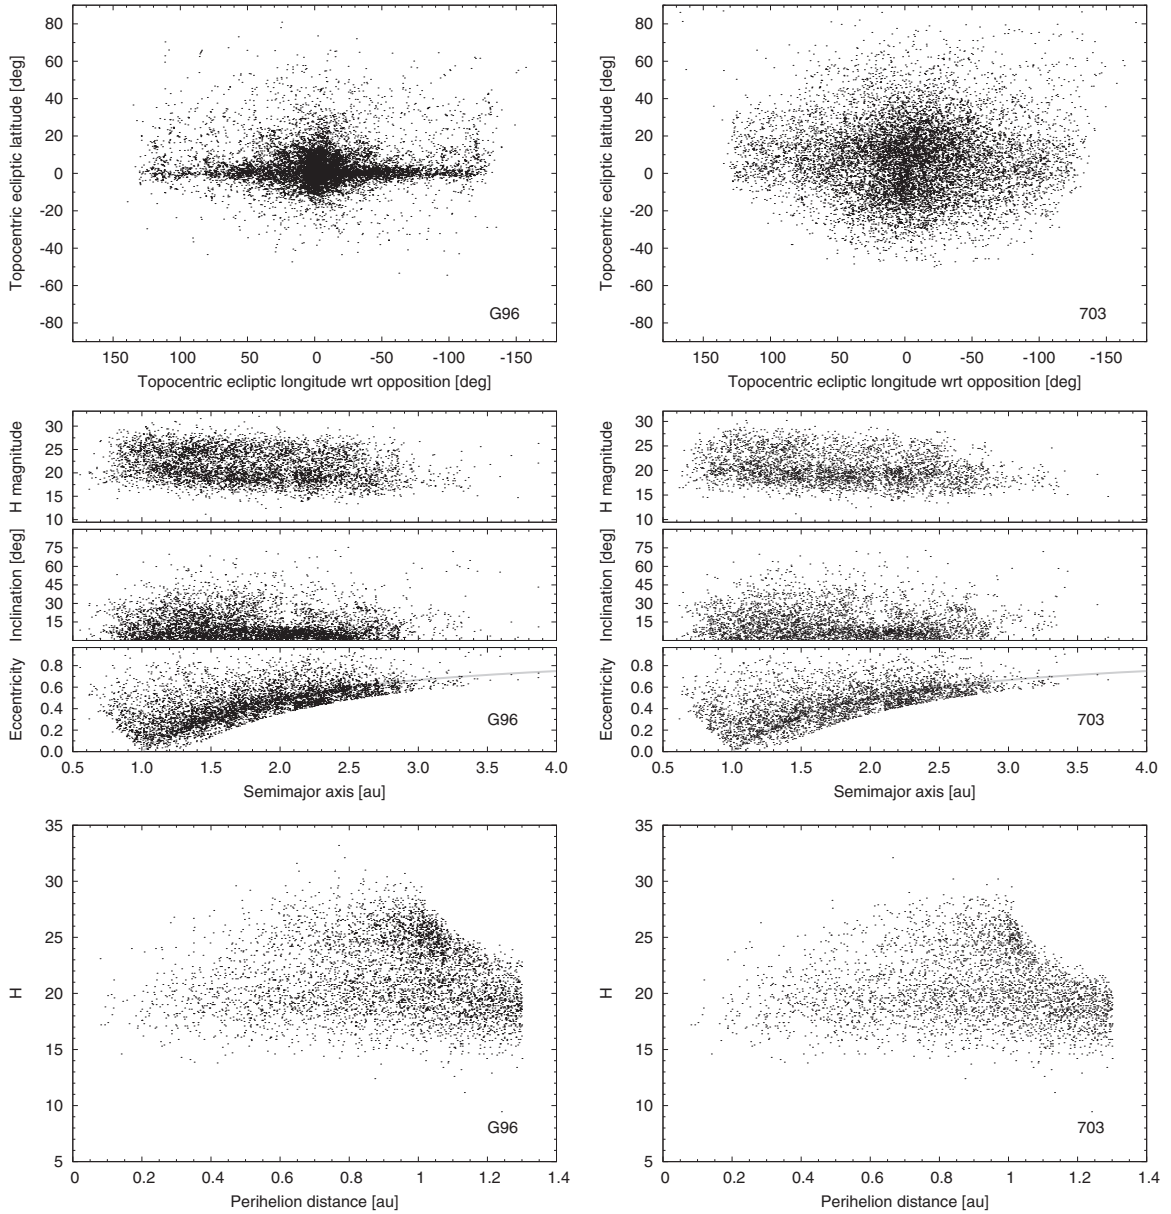 Topocentric ecliptic latitude [deg]
80
60
40
20
0
-20
-40
-60
-80
G96
150 100 50 0 -50 -100 -150
Topocentric ecliptic longitude wrt opposition [deg]
Topocentric ecliptic latitude [deg]
80
60
40
20
0
-20
-40
-60
-80
703
150 100 50 0 -50 -100 -150
Topocentric ecliptic longitude wrt opposition [deg]
H magnitude
30
25
20
15
10
Inclination [deg]
75
60
45
30
15
Eccentricity
0.8
0.6
0.4
0.2
0.0
G96
0.5 1.0 1.5 2.0 2.5 3.0 3.5 4.0
Semimajor axis [au]
H magnitude
30
25
20
15
10
Inclination [deg]
75
60
45
30
15
Eccentricity
0.8
0.6
0.4
0.2
0.0
703
0.5 1.0 1.5 2.0 2.5 3.0 3.5 4.0
Semimajor axis [au]
H
35
30
25
20
15
10
5
G96
0 0.2 0.4 0.6 0.8 1 1.2 1.4
Perihelion distance [au]
H
35
30
25
20
15
10
5
703
0 0.2 0.4 0.6 0.8 1 1.2 1.4
Perihelion distance [au]